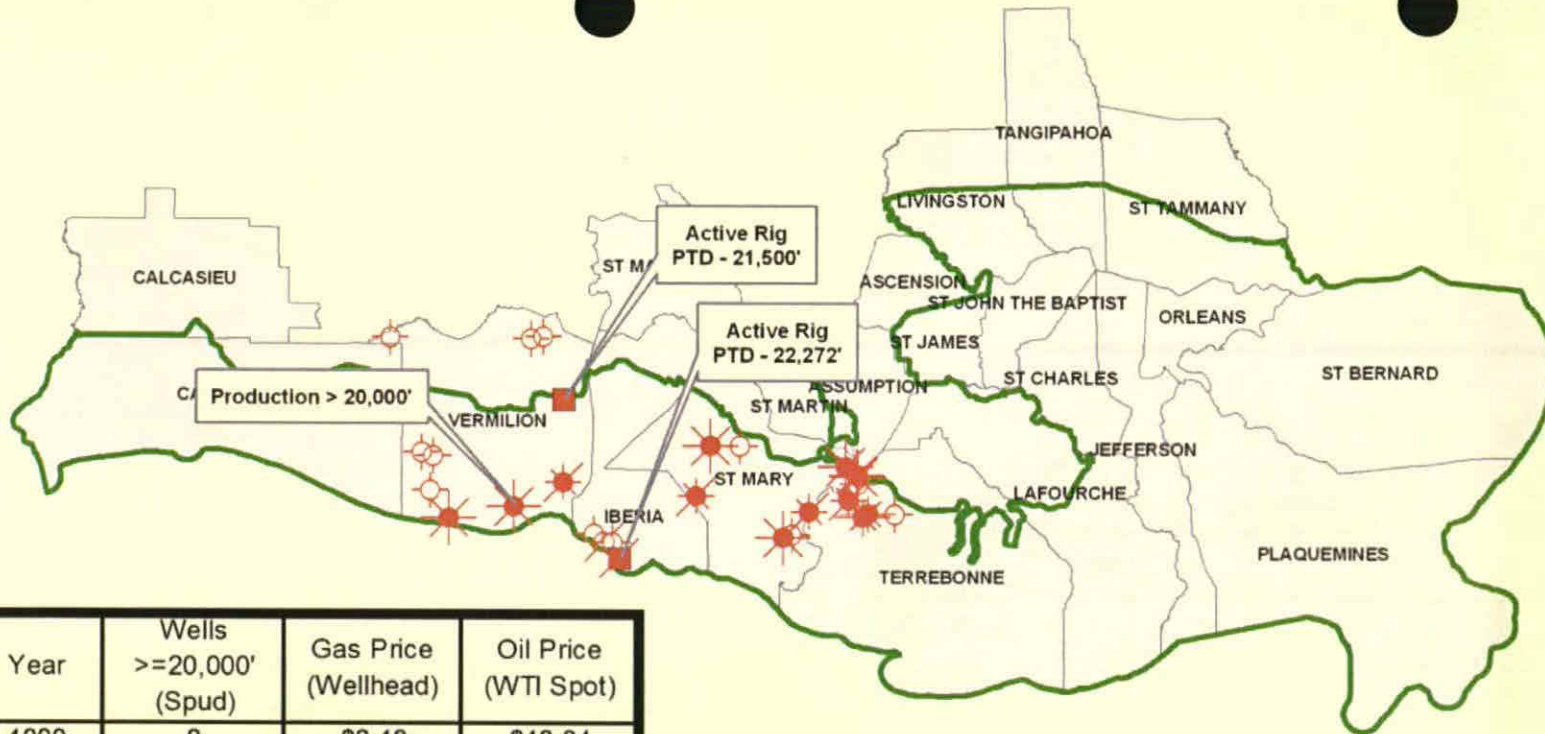 TANGIPAHOA
LIVINGSTON
ST TAMMANY
Active Rig
PTD - 21,500'
CALCASIEU
ST MA
ASCENSION
ST JOHN THE BAPTIST
ORLEANS
Active Rig
PTD - 22,272'
ST JAMES
ST CHARLES
ST BERNARD
ASSUMPTION
Production > 20,000'
CA
VERMILION
ST MARTIN
JEFFERSON
ST MARY
LAFOURCHE
IBERIA
PLAQUEMINES
TERREBONNE
Year
Wells
>=20,000'
(Spud)
Gas Price
(Wellhead)
Oil Price
(WTI Spot)